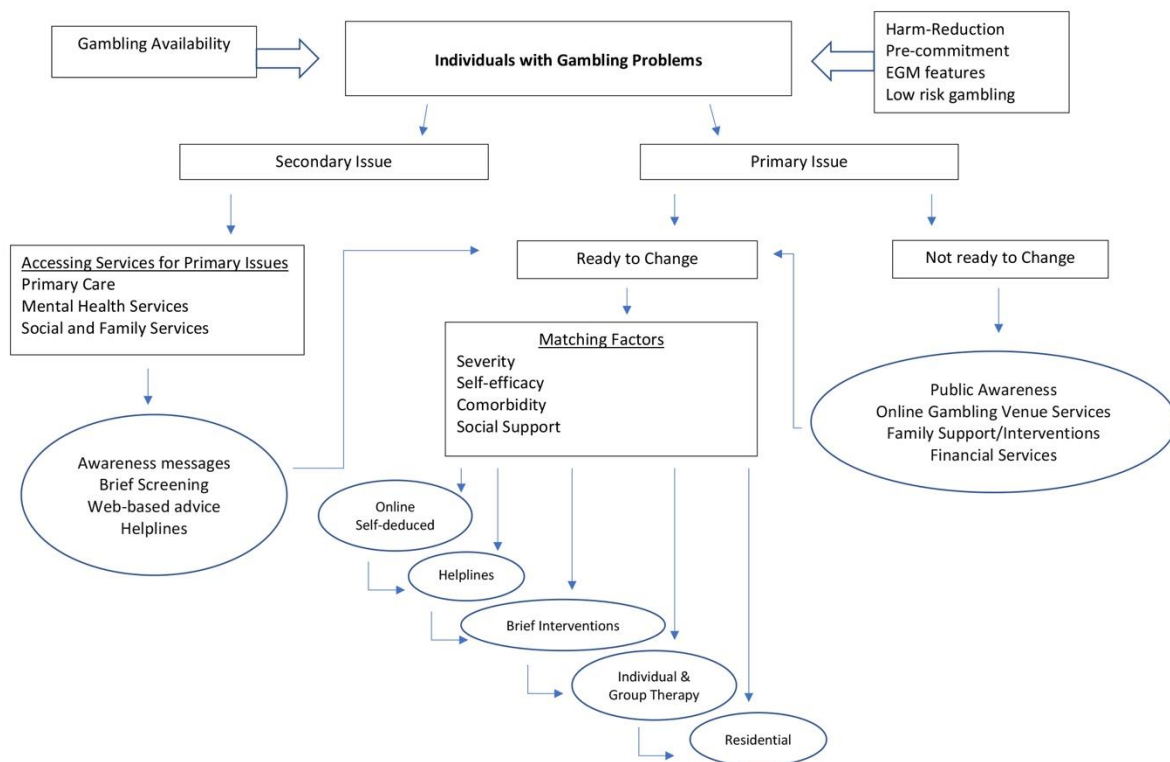 Gambling Availability
Individuals with Gambling Problems
Harm-Reduction
Pre-commitment
EGM features
Low risk gambling
Secondary Issue
Primary Issue
Accessing Services for Primary Issues
Primary Care
Mental Health Services
Social and Family Services
Ready to Change
Not ready to Change
Matching Factors
Severity
Self-efficacy
Comorbidity
Social Support
Public Awareness
Online Gambling Venue Services
Family Support/Interventions
Financial Services
Awareness messages
Brief Screening
Web-based advice
Helplines
Online
Self-deduced
Helplines
Brief Interventions
Individual &
Group Therapy
Residential